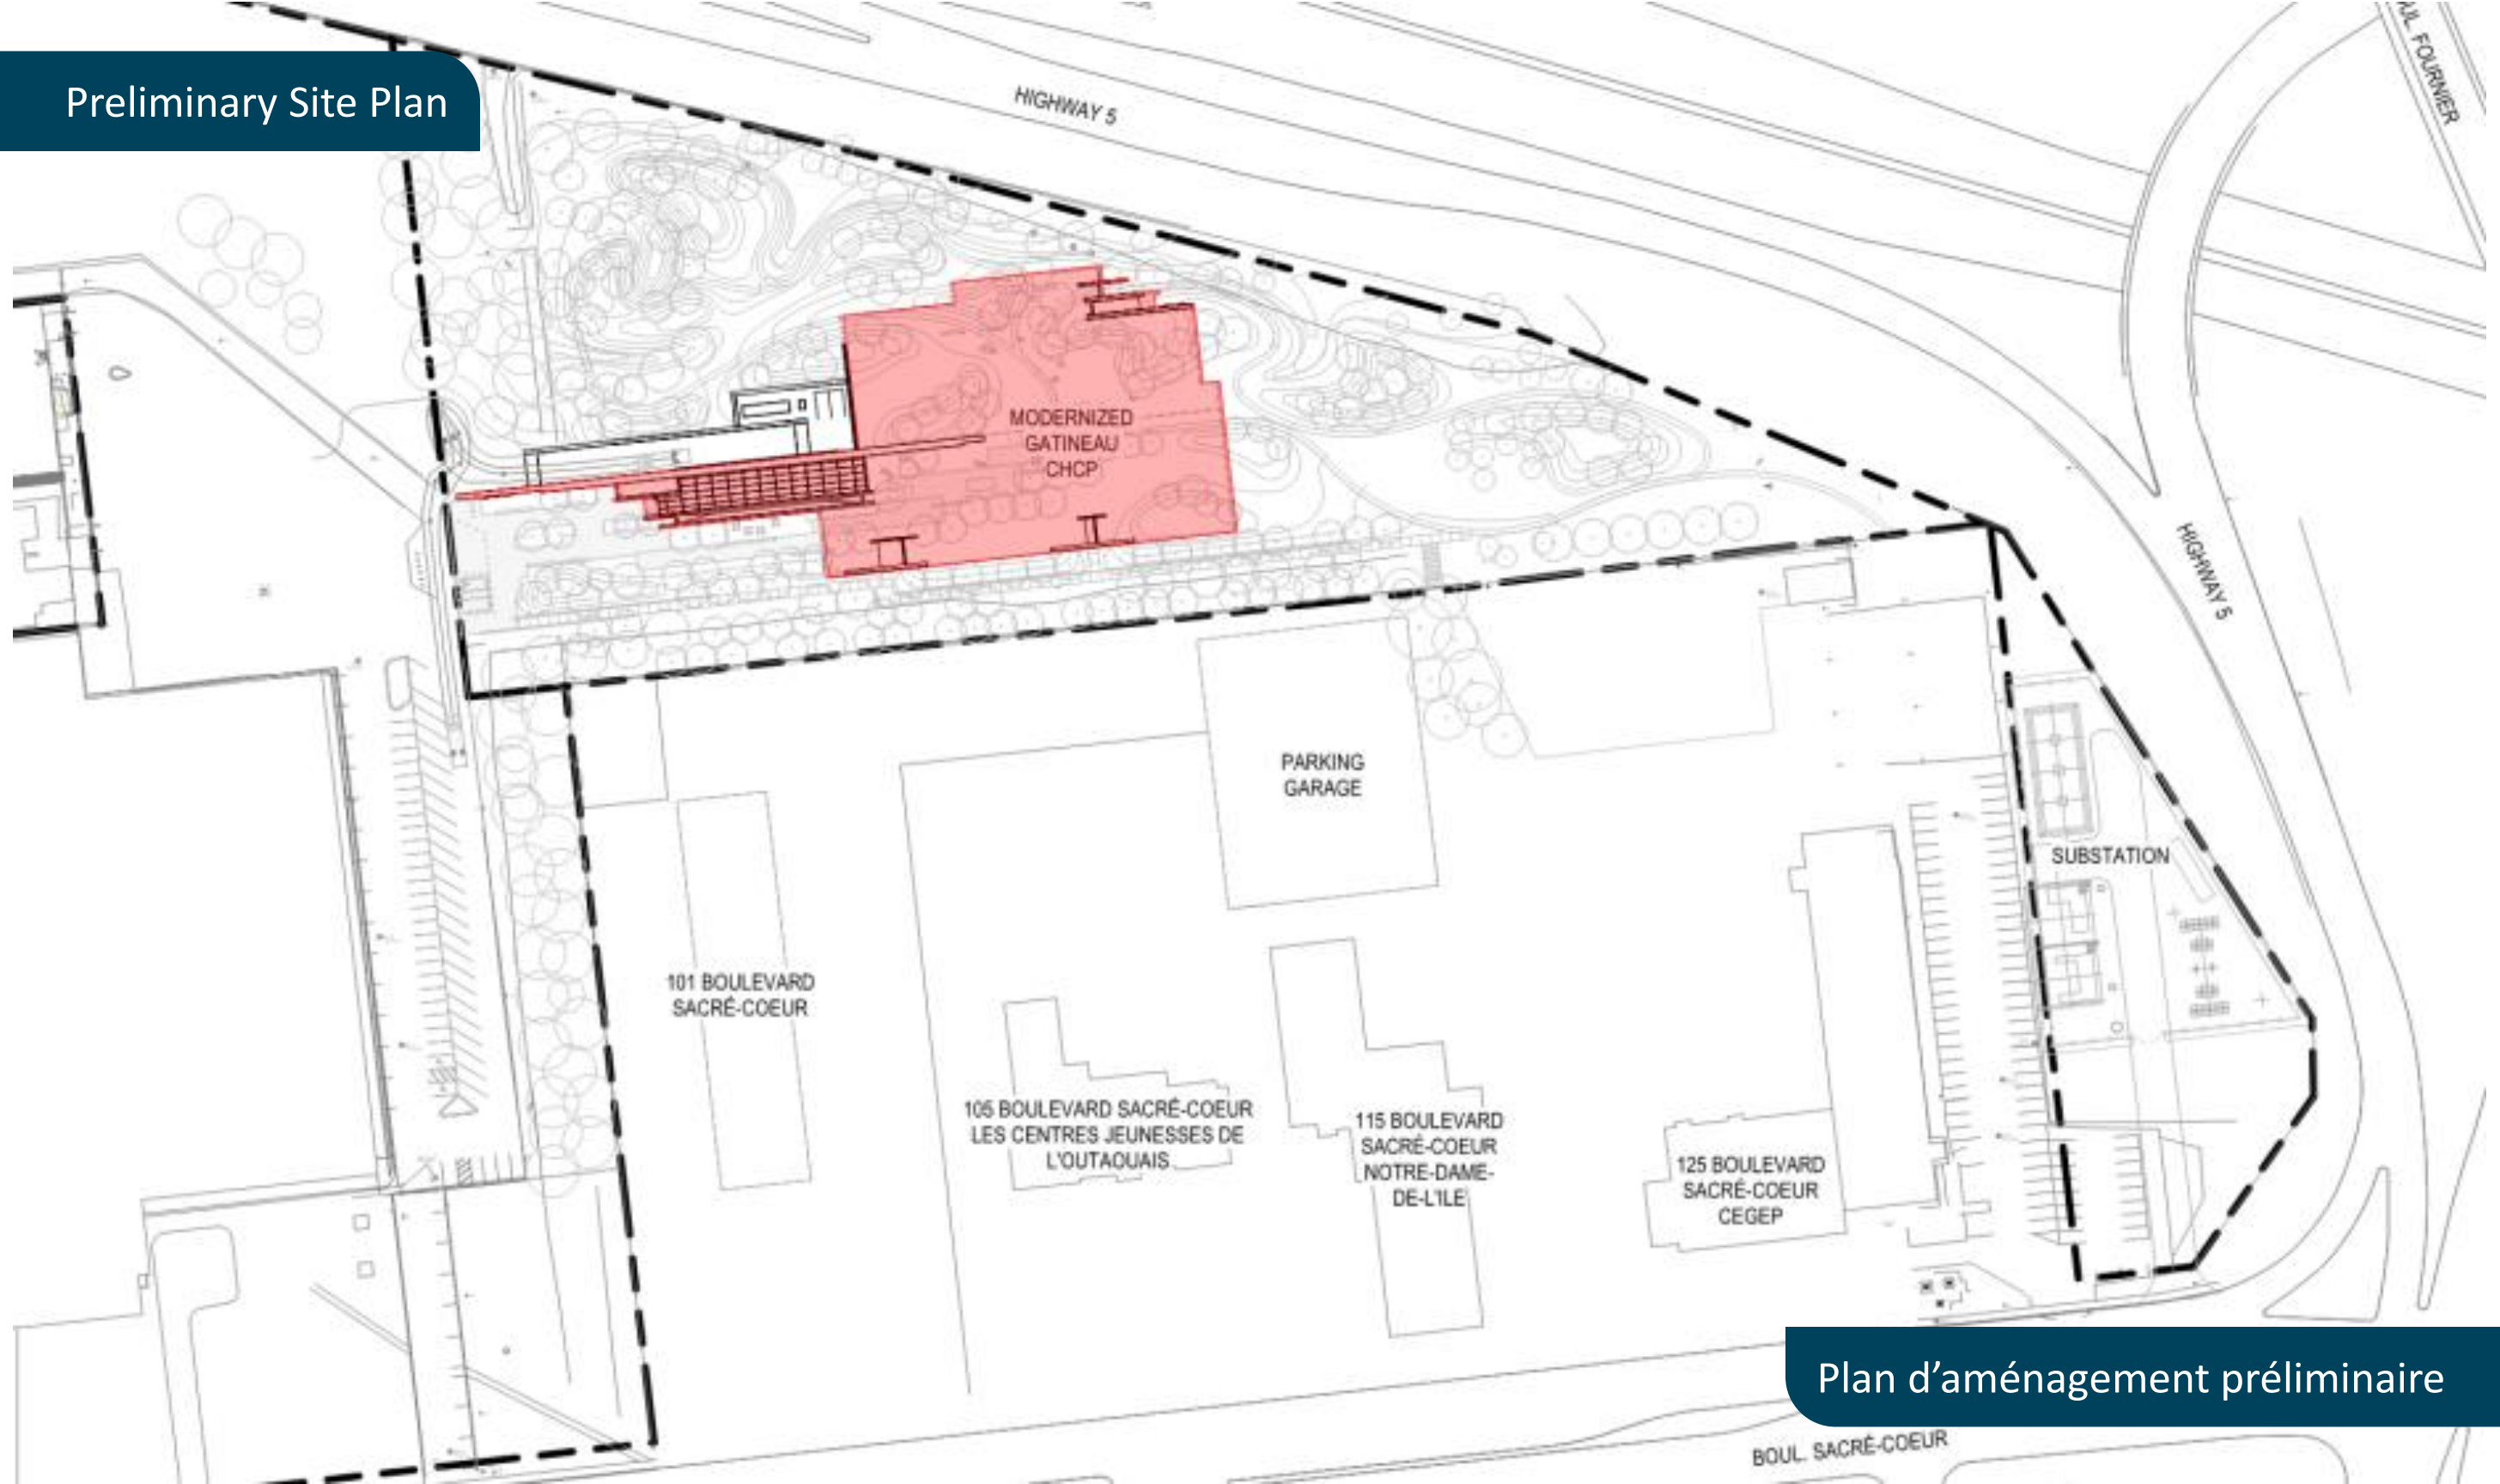 Preliminary Site Plan
HIGHWAY 5
FOURNIER
MODERNIZED
GATINEAU
CHCP
HIGHWAY 5
PARKING
GARAGE
SUBSTATION
101 BOULEVARD
SACRÉ-COEUR
105 BOULEVARD SACRÉ-COEUR
LES CENTRES JEUNESSES DE
L'OUTAOUAIS
115 BOULEVARD
SACRÉ-COEUR
NOTRE-DAME-
DE-L'ILE
125 BOULEVARD
SACRÉ-COEUR
CEGEP
Plan d’aménagement préliminaire
BOUL. SACRÉ-COEUR